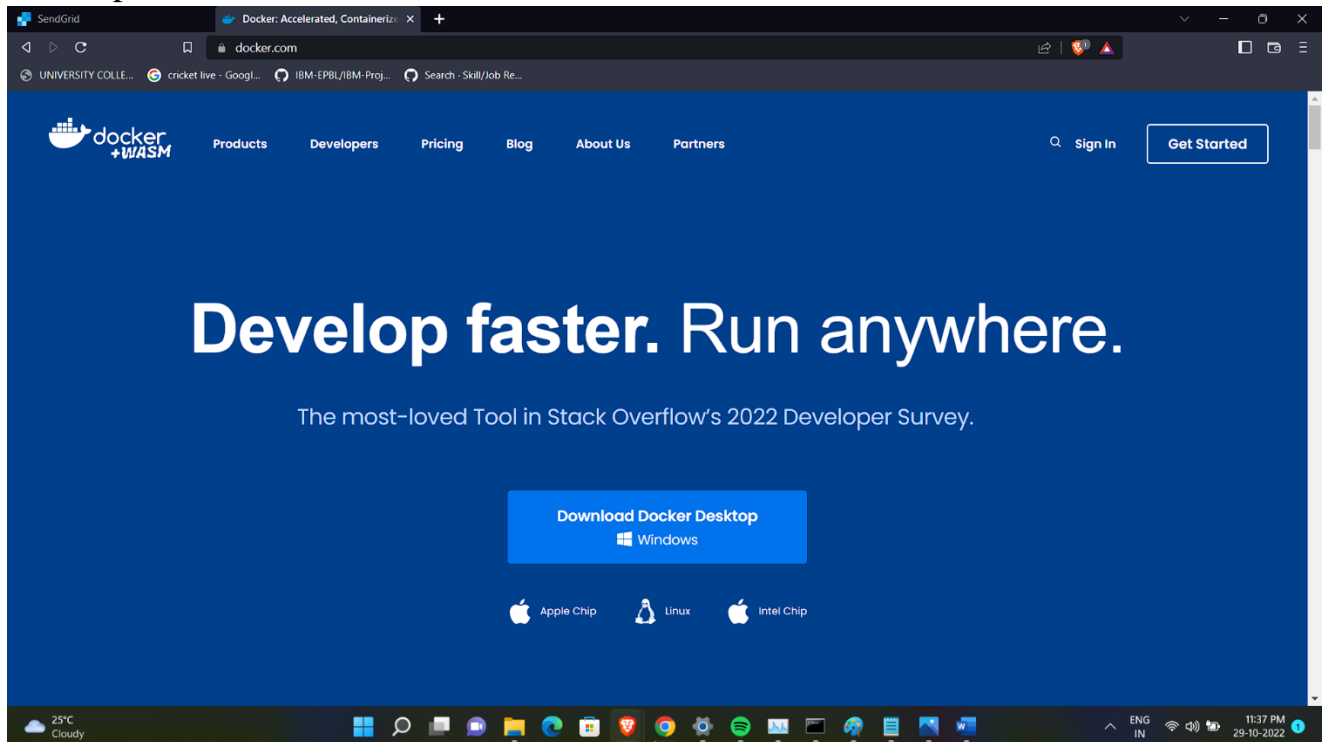 SendGrid
Docker: Accelerated, Containerize
docker.com
UNIVERSITY COLLE...
cricket live - Googl...
IBM-EPBL/IBM-Proj...
Search · Skill/Job Re...
docker
+WASM
Products
Developers
Pricing
Blog
About Us
Partners
Sign In
Get Started
Develop faster. Run anywhere.
The most-loved Tool in Stack Overflow's 2022 Developer Survey.
Download Docker Desktop
Windows
Apple Chip
Linux
Intel Chip
25°C
Cloudy
ENG
IN
11:37 PM
29-10-2022
1